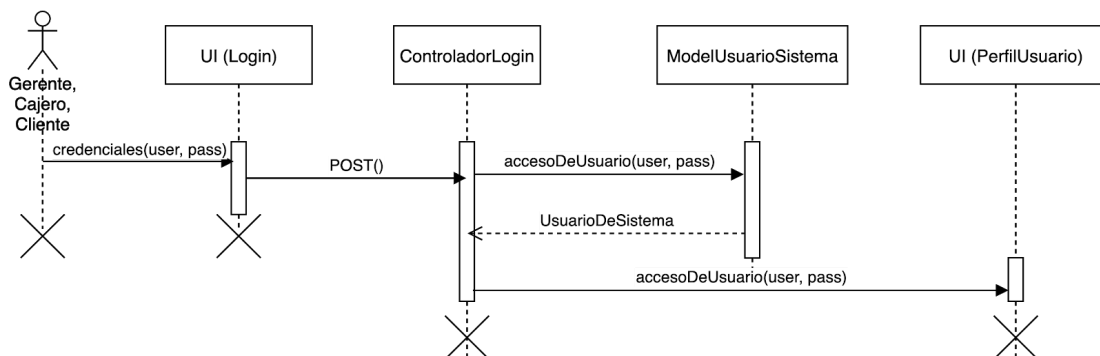 UI (Login)
ControladorLogin
ModelUsuarioSistema
UI (PerfilUsuario)
Gerente,
Cajero,
Cliente
credenciales(user, pass)
POST()
accesoDeUsuario(user, pass)
UsuarioDeSistema
accesoDeUsuario(user, pass)